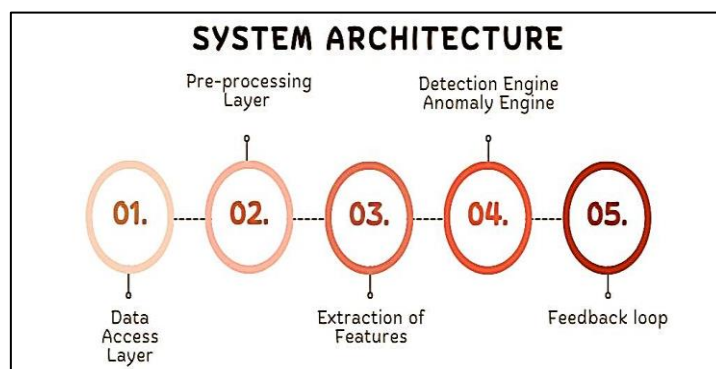 SYSTEM ARCHITECTURE
Pre-processing
Layer
Detection Engine
Anomaly Engine
01.
02.
03.
04.
05.
Data
Access
Layer
Extraction of
Features
Feedback loop